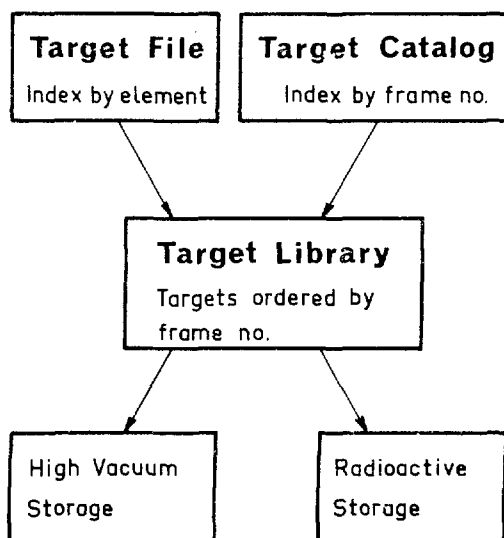 Target File
Index by element
Target Catalog
Index by frame no.
Target Library
Targets ordered by
frame no.
High Vacuum
Storage
Radioactive
Storage